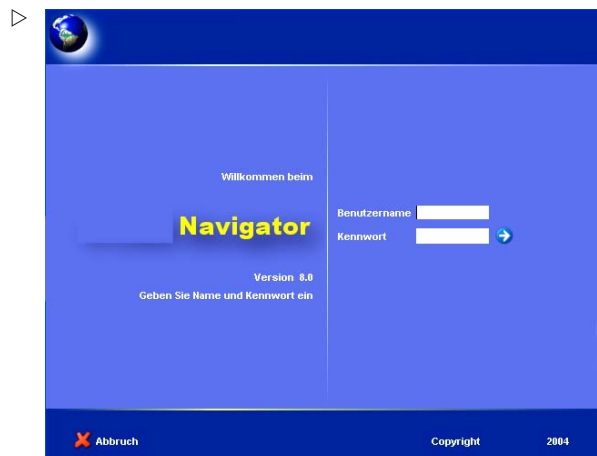 Willkommen beim
Navigator
Version 8.0
Geben Sie Name und Kennwort ein
Benutzername
Kennwort
Abbruch
Copyright 2004